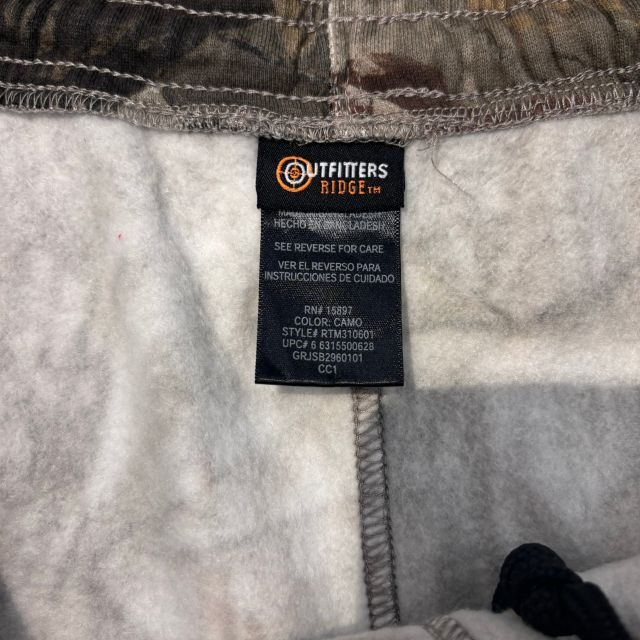 OUTFITTERS
RIDGE™
HECHO
SEE REVERSE FOR CARE
VER EL REVERSO PARA
INSTRUCCIONES DE CUIDADO
RN# 15897
COLOR: CAMO
STYLE# RTM310601
UPC# 6 6315500628
GRJSB2960101
CC1